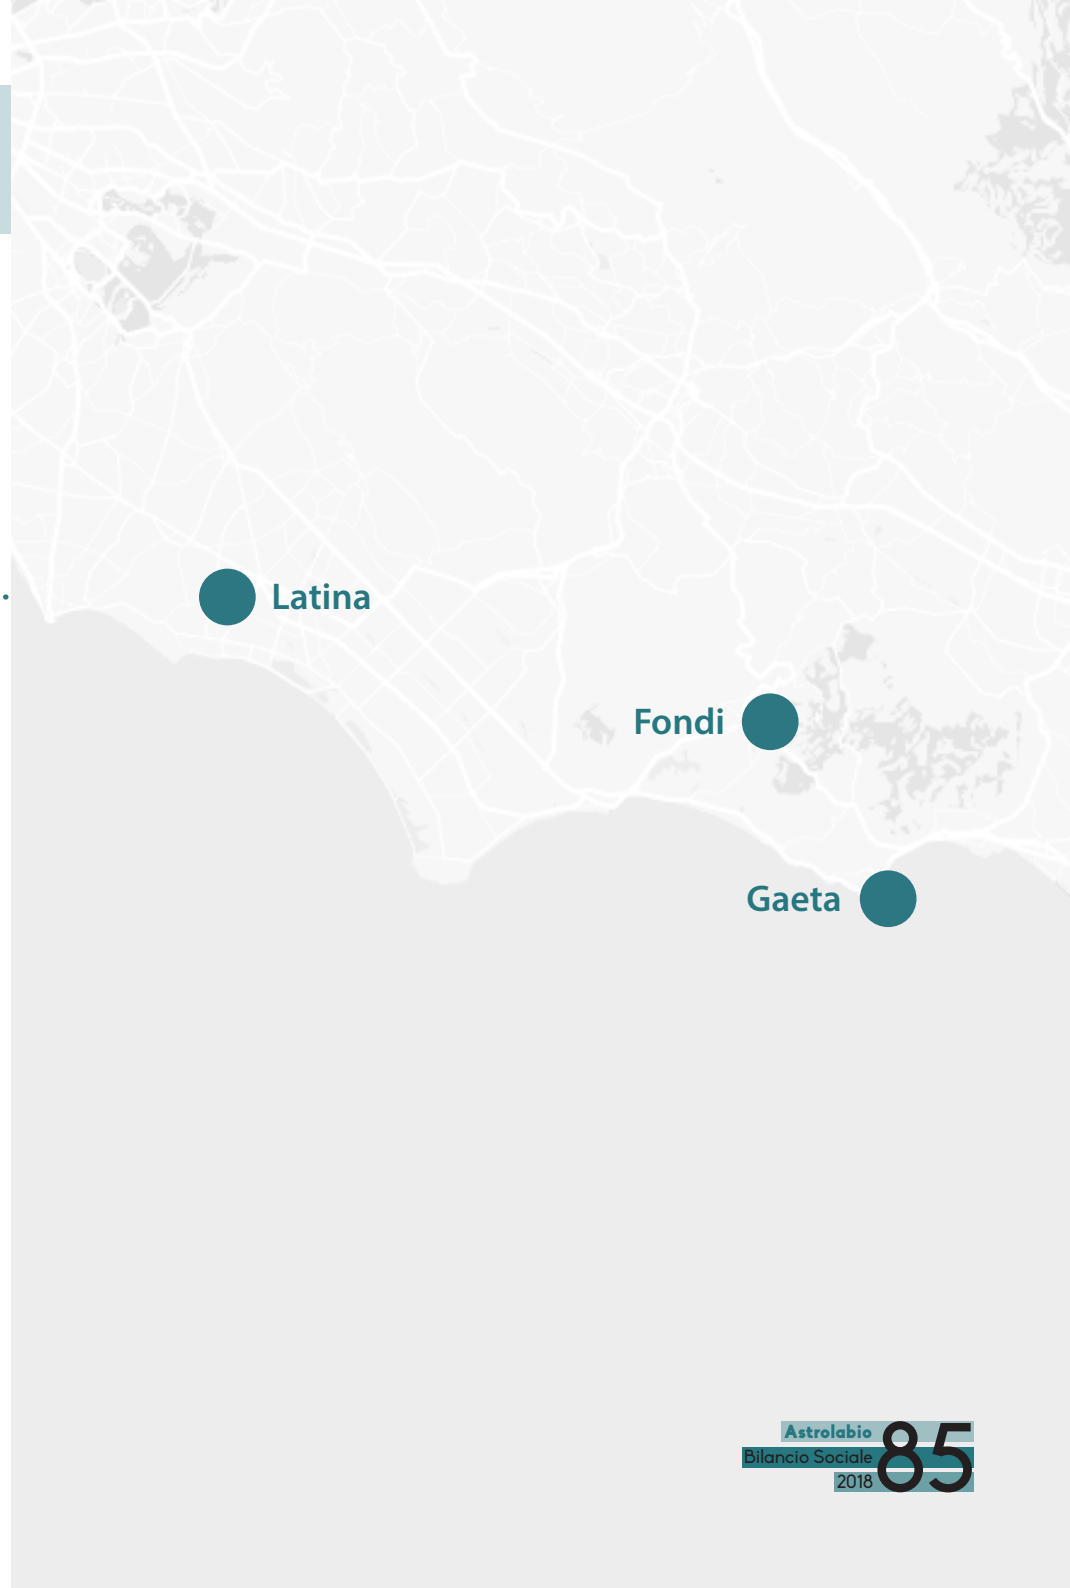 Latina
Fondi
Gaeta
Astrolabio
Bilancio Sociale
2018
85